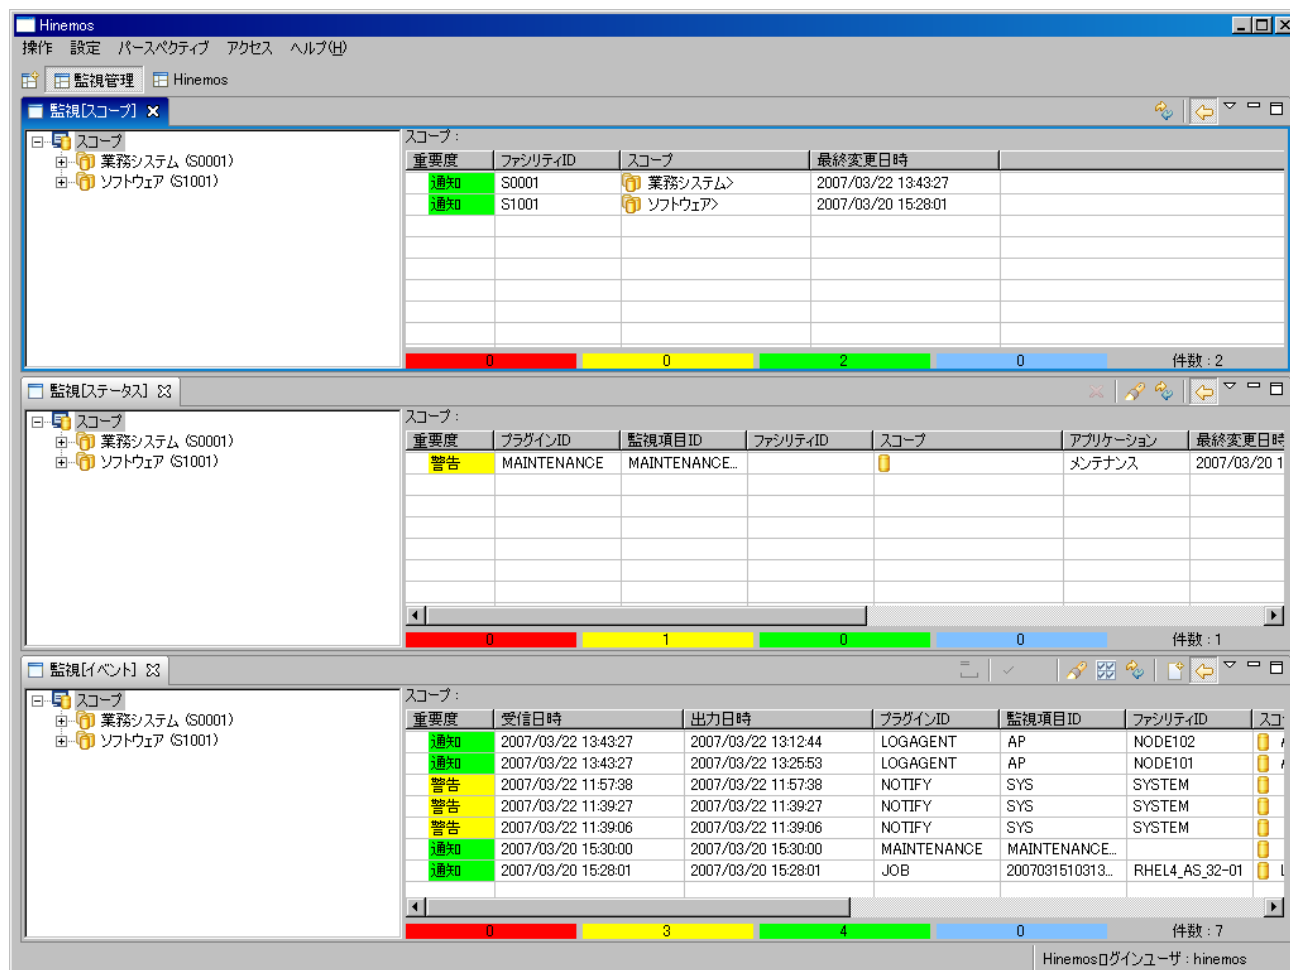 Hinemos
操作 設定 パースペクティブ アクセス ヘルプ(H)
監視管理 Hinemos
監視[スコープ]
スコープ
業務システム (S0001)
ソフトウェア (S1001)
スコープ :
重要度 ファシリティID スコープ 最終変更日時
通知 S0001 業務システム> 2007/03/22 13:43:27
通知 S1001 ソフトウェア> 2007/03/20 15:28:01
0 0 2 0 件数 : 2
監視[ステータス]
スコープ
業務システム (S0001)
ソフトウェア (S1001)
スコープ :
重要度 プラグインID 監視項目ID ファシリティID スコープ アプリケーション 最終変更日時
警告 MAINTENANCE MAINTENANCE... メンテナンス 2007/03/20 1
0 1 0 0 件数 : 1
監視[イベント]
スコープ
業務システム (S0001)
ソフトウェア (S1001)
スコープ :
重要度 受信日時 出力日時 プラグインID 監視項目ID ファシリティID スコ
通知 2007/03/22 13:43:27 2007/03/22 13:12:44 LOGAGENT AP NODE102
通知 2007/03/22 13:43:27 2007/03/22 13:25:53 LOGAGENT AP NODE101
警告 2007/03/22 11:57:38 2007/03/22 11:57:38 NOTIFY SYS SYSTEM
警告 2007/03/22 11:39:27 2007/03/22 11:39:27 NOTIFY SYS SYSTEM
警告 2007/03/22 11:39:06 2007/03/22 11:39:06 NOTIFY SYS SYSTEM
通知 2007/03/20 15:30:00 2007/03/20 15:30:00 MAINTENANCE MAINTENANCE...
通知 2007/03/20 15:28:01 2007/03/20 15:28:01 JOB 2007031510313... RHEL4_AS_32-01
0 3 4 0 件数 : 7
Hinemosログインユーザ : hinemos